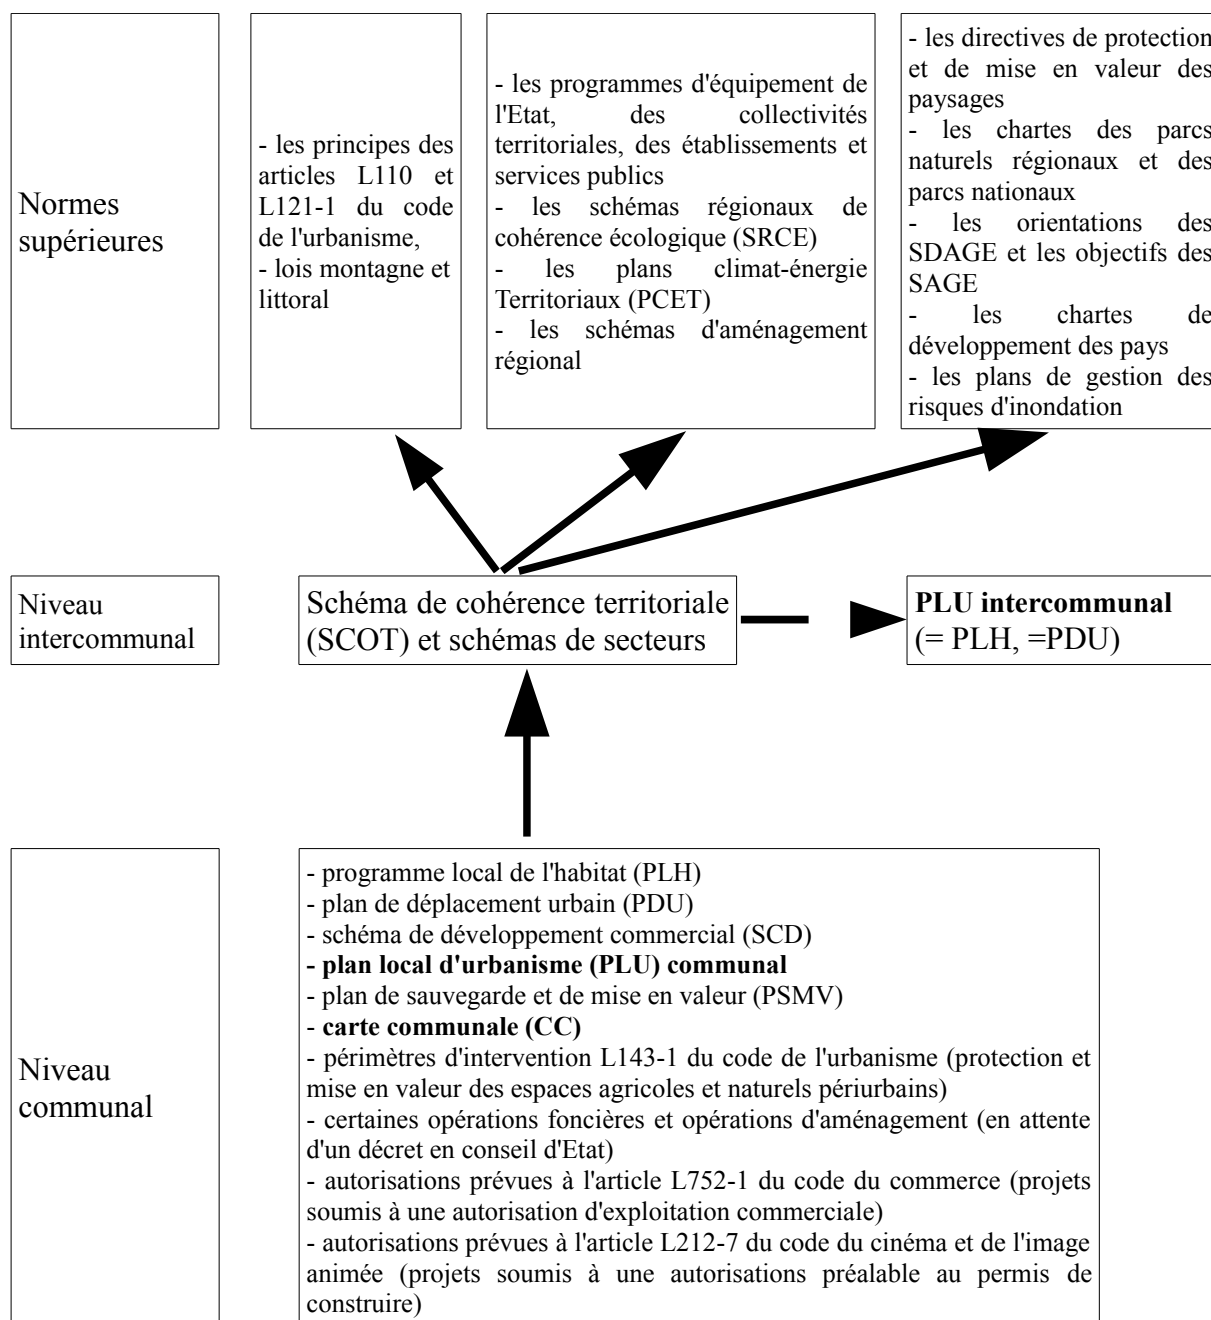 Normes
supérieures
- les principes des
articles L110 et
L121-1 du code
de l'urbanisme,
- lois montagne et
littoral
- les programmes d'équipement de
l'Etat, des collectivités
territoriales, des établissements et
services publics
- les schémas régionaux de
cohérence écologique (SRCE)
- les plans climat-énergie
Territoriaux (PCET)
- les schémas d'aménagement
régional
- les directives de protection
et de mise en valeur des
paysages
- les chartes des parcs
naturels régionaux et des
parcs nationaux
- les orientations des
SDAGE et les objectifs des
SAGE
- les chartes de
développement des pays
- les plans de gestion des
risques d'inondation
Niveau
intercommunal
Schéma de cohérence territoriale
(SCOT) et schémas de secteurs
PLU intercommunal
(= PLH, =PDU)
Niveau
communal
- programme local de l'habitat (PLH)
- plan de déplacement urbain (PDU)
- schéma de développement commercial (SCD)
- plan local d'urbanisme (PLU) communal
- plan de sauvegarde et de mise en valeur (PSMV)
- carte communale (CC)
- périmètres d'intervention L143-1 du code de l'urbanisme (protection et
mise en valeur des espaces agricoles et naturels périurbains)
- certaines opérations foncières et opérations d'aménagement (en attente
d'un décret en conseil d'Etat)
- autorisations prévues à l'article L752-1 du code du commerce (projets
soumis à une autorisation d'exploitation commerciale)
- autorisations prévues à l'article L212-7 du code du cinéma et de l'image
animée (projets soumis à une autorisations préalable au permis de
construire)